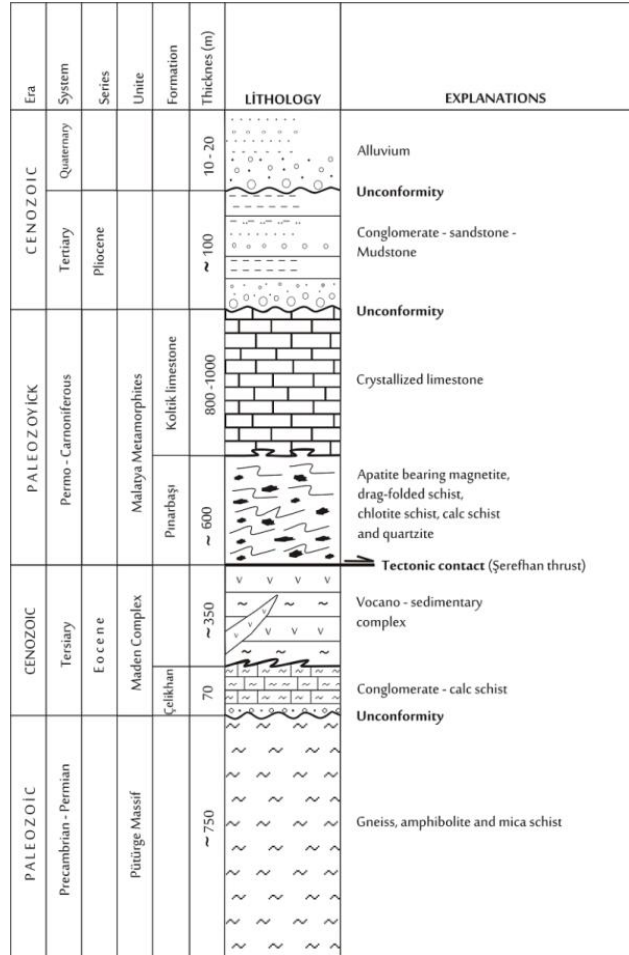 Era
System
Series
Unite
Formation
Thicknes (m)
LİTHOLOGY
EXPLANATIONS
CENOZOIC
Quaternary
10 - 20
Alluvium
Unconformity
Tertiary
Pliocene
~ 100
Conglomerate - sandstone -
Mudstone
Unconformity
PALEOZOYİCK
Permo - Carnoniferous
Malatya Metamorphites
Koltik limestone
800 -1000
Crystallized limestone
Pınarbaşı
~ 600
Apatite bearing magnetite,
drag-folded schist,
chlotite schist, calc schist
and quartzite
Tectonic contact (Şerefhan thrust)
CENOZOIC
Tersiary
Eocene
Maden Complex
~ 350
Vocano - sedimentary
complex
Çelikhan
70
Conglomerate - calc schist
Unconformity
PALEOZOİC
Precambrian - Permian
Pütürge Massif
~ 750
Gneiss, amphibolite and mica schist